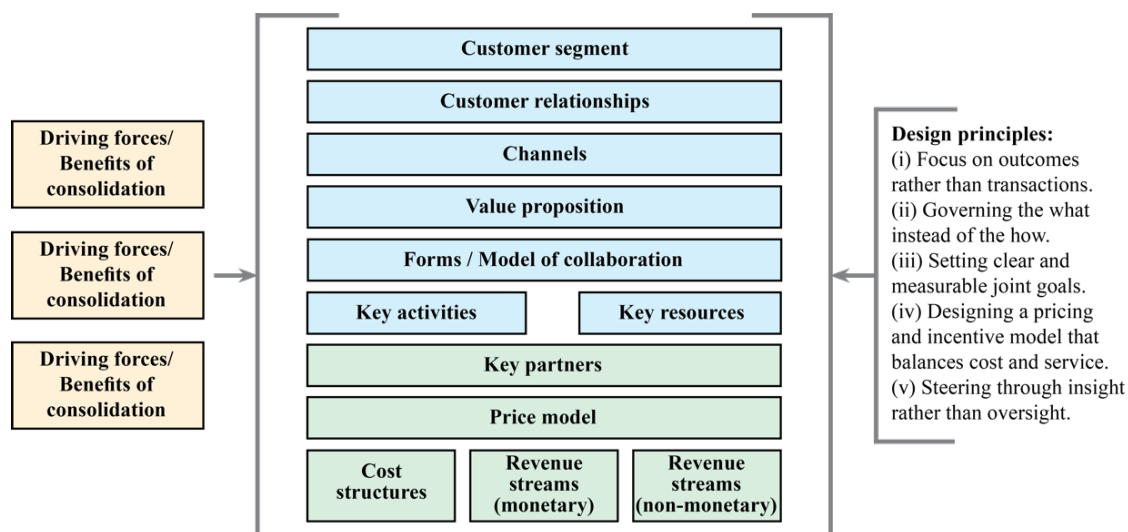 Driving forces/
Benefits of
consolidation
Driving forces/
Benefits of
consolidation
Driving forces/
Benefits of
consolidation
Customer segment
Customer relationships
Channels
Value proposition
Forms / Model of collaboration
Key activities
Key resources
Key partners
Price model
Cost
structures
Revenue
streams
(monetary)
Revenue
streams
(non-monetary)
Design principles:
(i) Focus on outcomes
rather than transactions.
(ii) Governing the what
instead of the how.
(iii) Setting clear and
measurable joint goals.
(iv) Designing a pricing
and incentive model that
balances cost and service.
(v) Steering through insight
rather than oversight.